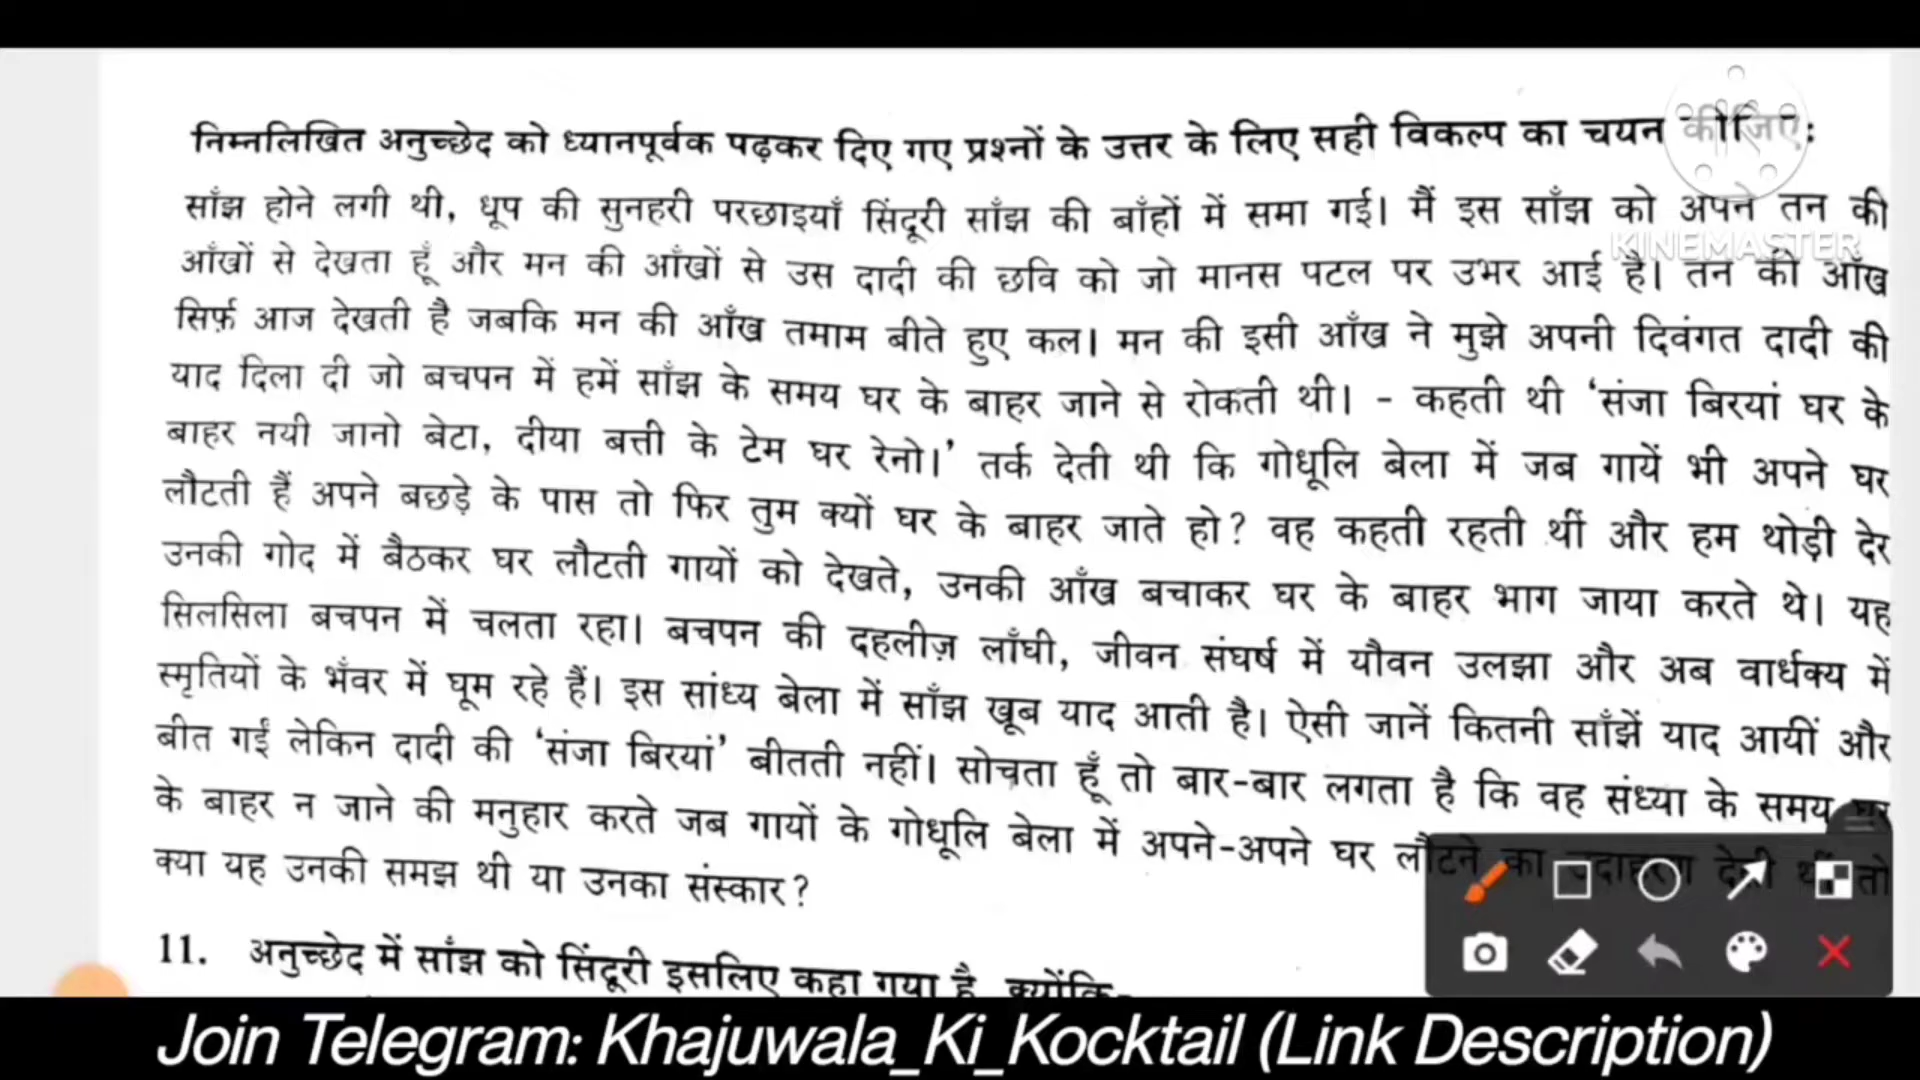 निम्नलिखित अनुच्छेद को ध्यानपूर्वक पढ़कर दिए गए प्रश्नों के उत्तर के लिए सही विकल्प का चयन कीजिए:
साँझ होने लगी थी, धूप की सुनहरी परछाइयाँ सिंदूरी साँझ की बाँहों में समा गई। मैं इस साँझ को अपने तन की
KINEMASTER
आँखों से देखता हूँ और मन की आँखों से उस दादी की छवि को जो मानस पटल पर उभर आई है। तन की आँख
सिर्फ़ आज देखती है जबकि मन की आँख तमाम बीते हुए कल। मन की इसी आँख ने मुझे अपनी दिवंगत दादी की
याद दिला दी जो बचपन में हमें साँझ के समय घर के बाहर जाने से रोकती थी। - कहती थी ‘संजा बिरयां घर के
बाहर नयी जानो बेटा, दीया बत्ती के टेम घर रेनो।’ तर्क देती थी कि गोधूलि बेला में जब गायें भी अपने घर
लौटती हैं अपने बछड़े के पास तो फिर तुम क्यों घर के बाहर जाते हो? वह कहती रहती थीं और हम थोड़ी देर
उनकी गोद में बैठकर घर लौटती गायों को देखते, उनकी आँख बचाकर घर के बाहर भाग जाया करते थे। यह
सिलसिला बचपन में चलता रहा। बचपन की दहलीज़ लाँघी, जीवन संघर्ष में यौवन उलझा और अब वार्धक्य में
स्मृतियों के भँवर में घूम रहे हैं। इस सांध्य बेला में साँझ खूब याद आती है। ऐसी जानें कितनी साँझें याद आयीं और
बीत गईं लेकिन दादी की ‘संजा बिरयां’ बीतती नहीं। सोचता हूँ तो बार-बार लगता है कि वह संध्या के समय घर
के बाहर न जाने की मनुहार करते जब गायों के गोधूलि बेला में अपने-अपने घर लौटने का उदाहरण देती थीं तो
क्या यह उनकी समझ थी या उनका संस्कार?
11. अनुच्छेद में साँझ को सिंदूरी इसलिए कहा गया है, क्योंकि-
Join Telegram: Khajuwala_Ki_Kocktail (Link Description)